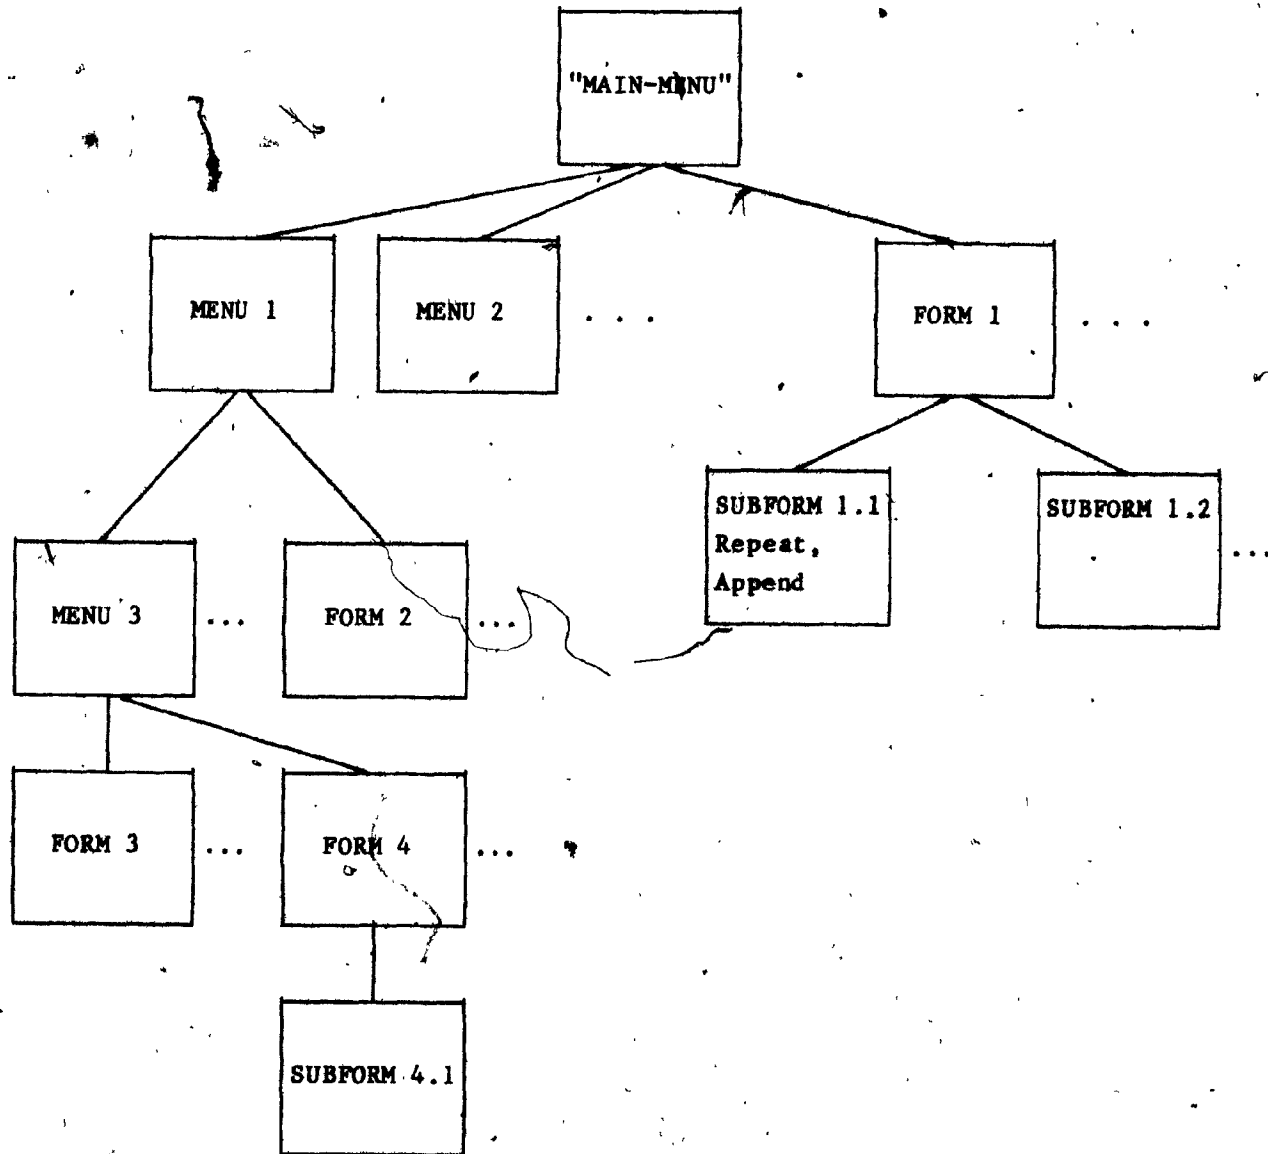 "MAIN-MENU"
MENU 1
MENU 2
. . .
FORM 1
. . .
SUBFORM 1.1
Repeat,
Append
SUBFORM 1.2
...
MENU 3
...
FORM 2
...
FORM 3
...
FORM 4
...
SUBFORM 4.1